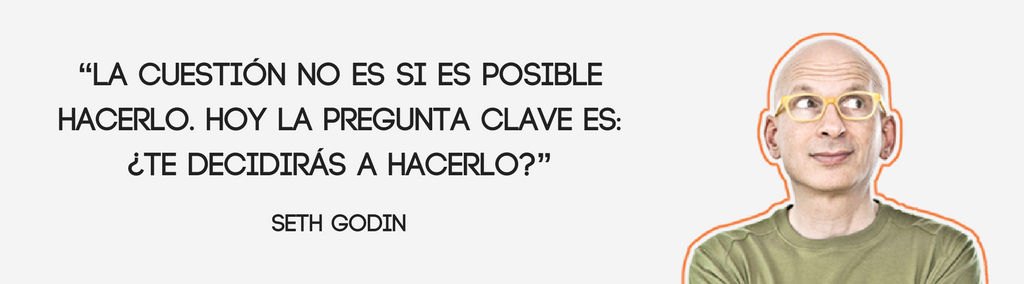 “LA CUESTIÓN NO ES SI ES POSIBLE
HACERLO. HOY LA PREGUNTA CLAVE ES:
¿TE DECIDIRÁS A HACERLO?”
SETH GODIN